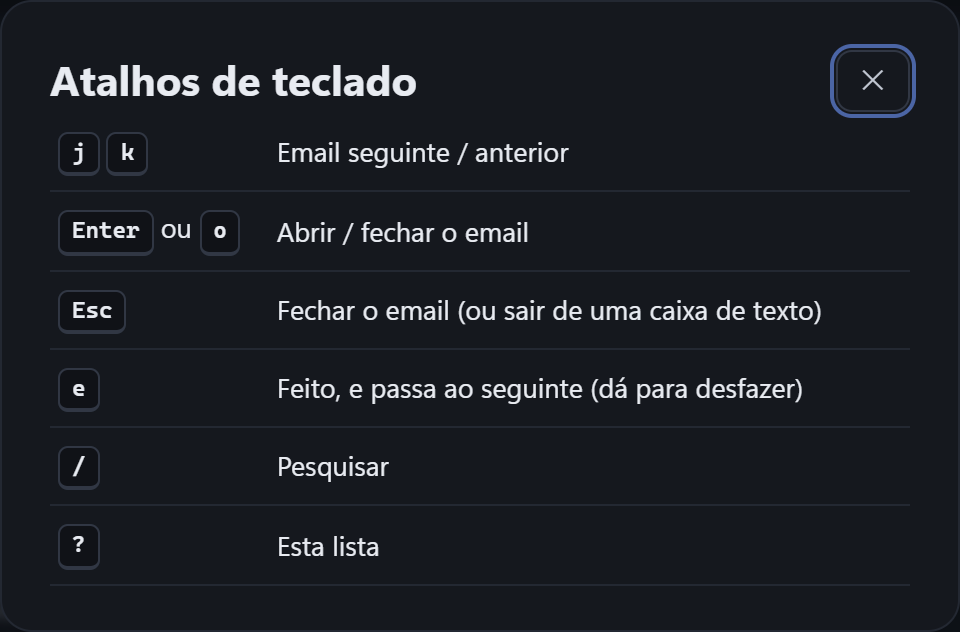 Atalhos de teclado
j k Email seguinte / anterior
Enter ou o Abrir / fechar o email
Esc Fechar o email (ou sair de uma caixa de texto)
e Feito, e passa ao seguinte (dá para desfazer)
/ Pesquisar
? Esta lista